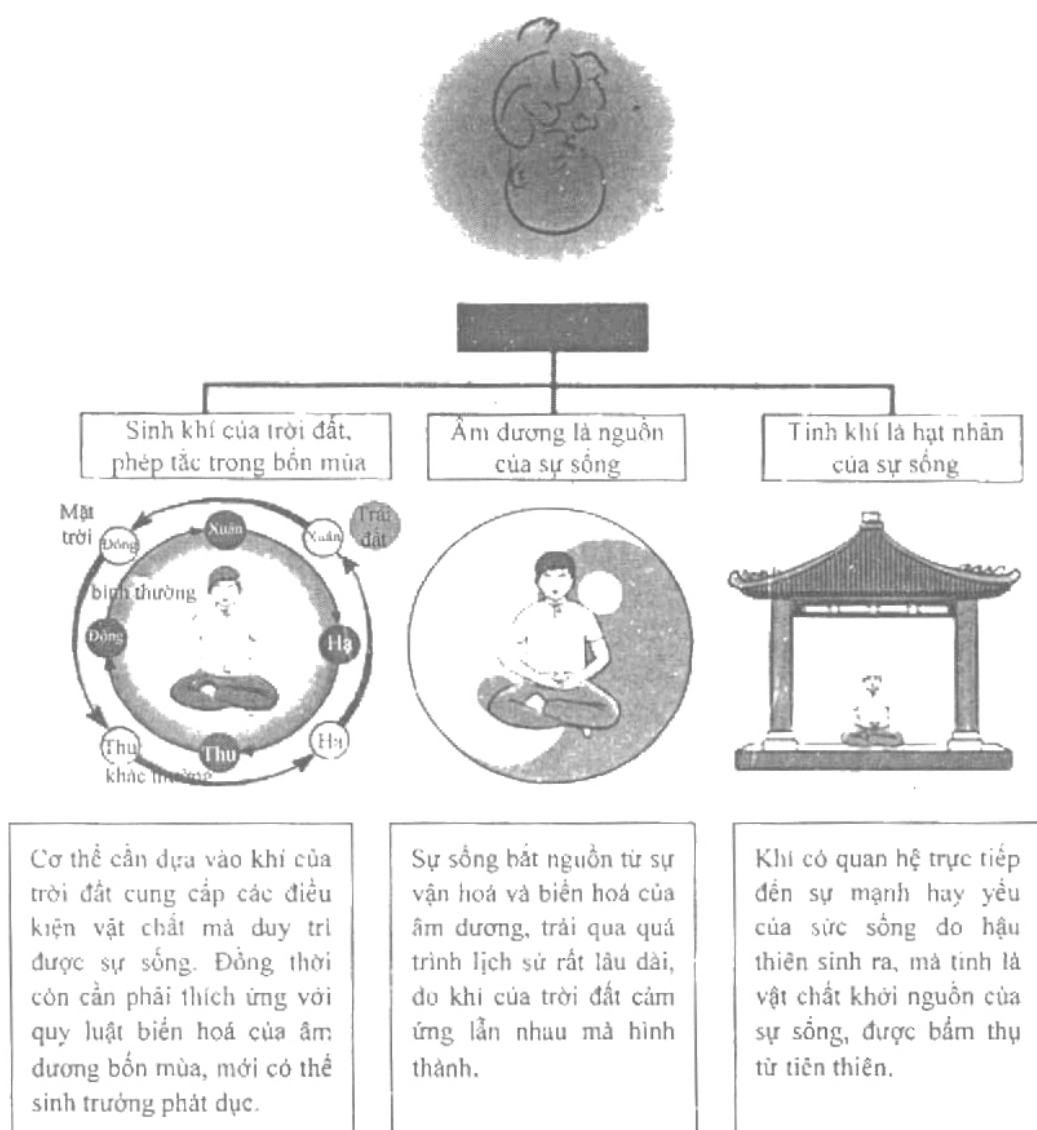 Sinh khí của trời đất,
phép tắc trong bốn mùa
Âm dương là nguồn
của sự sống
Tinh khí là hạt nhân
của sự sống
Mặt
trời
Đông
Xuân
Xuân
Trái
đất
bình thường
Đông
Hạ
Thu
Thu
Hạ
khác thường
Cơ thể cần dựa vào khí của
trời đất cung cấp các điều
kiện vật chất mà duy trì
được sự sống. Đồng thời
còn cần phải thích ứng với
quy luật biến hoá của âm
dương bốn mùa, mới có thể
sinh trưởng phát dục.
Sự sống bắt nguồn từ sự
vận hoá và biến hoá của
âm dương, trải qua quá
trình lịch sử rất lâu dài,
do khí của trời đất cảm
ứng lẫn nhau mà hình
thành.
Khí có quan hệ trực tiếp
đến sự mạnh hay yếu
của sức sống do hậu
thiên sinh ra, mà tinh là
vật chất khởi nguồn của
sự sống, được bẩm thụ
từ tiên thiên.